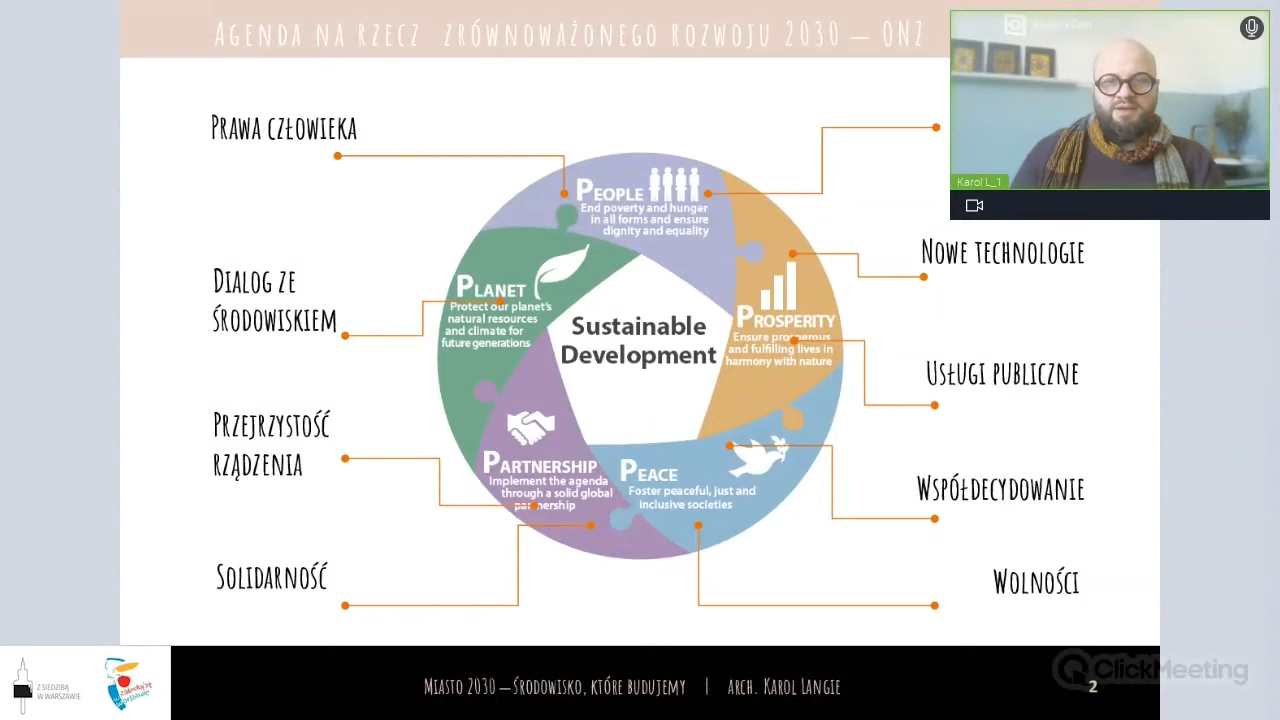 Agenda na rzecz zrównoważonego rozwoju 2030 — ONZ
Prawa człowieka
Dialog ze
środowiskiem
Przejrzystość
rządzenia
Solidarność
People
End poverty and hunger
in all forms and ensure
dignity and equality
Planet
Protect our planet's
natural resources
and climate for
future generations
Sustainable
Development
Prosperity
Ensure prosperous
and fulfilling lives in
harmony with nature
Partnership
Implement the agenda
through a solid global
partnership
Peace
Foster peaceful, just and
inclusive societies
Karol L_1
Nowe technologie
Usługi publiczne
Współdecydowanie
Wolności
Z SIEDZIBĄ
W WARSZAWIE
Miasto 2030 — Środowisko, które budujemy | arch. Karol Langie
ClickMeeting
2